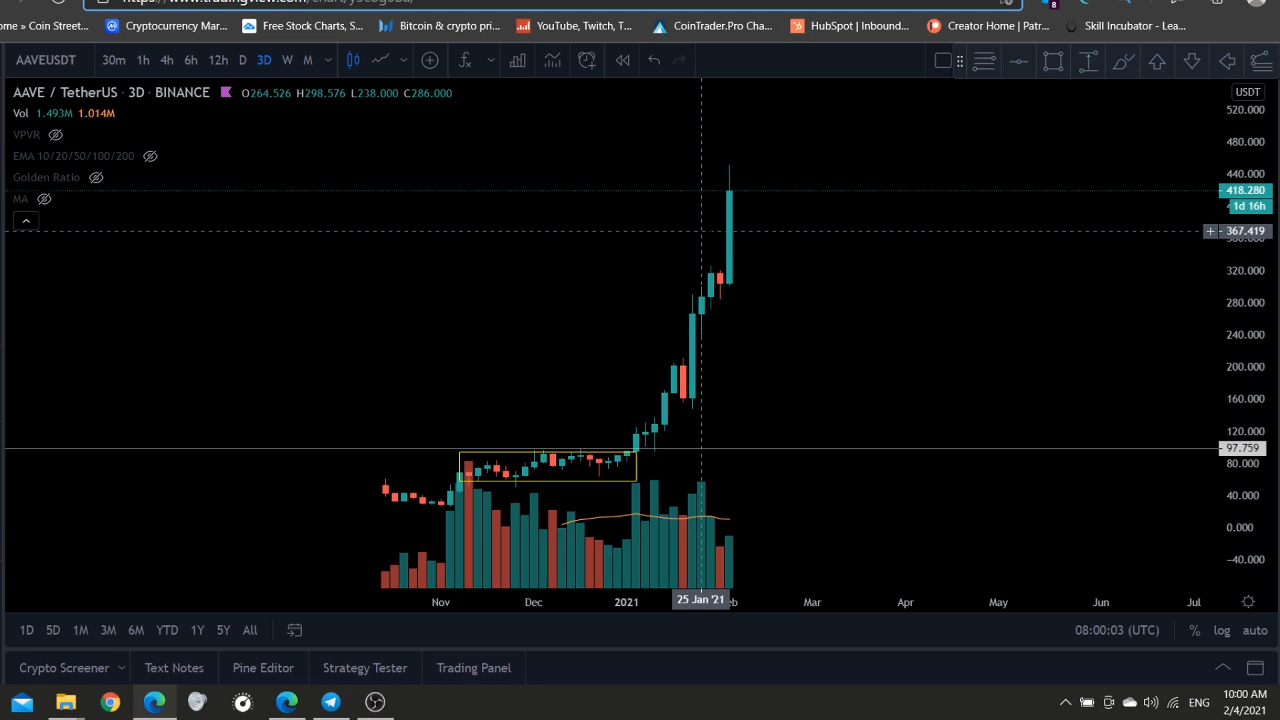 ome » Coin Street... Cryptocurrency Mar... Free Stock Charts, S... Bitcoin & crypto pri... YouTube, Twitch, T... CoinTrader.Pro Chan... HubSpot | Inbound... Creator Home | Patr... Skill Incubator - Lea...
AAVEUSDT 30m 1h 4h 6h 12h D 3D W M
AAVE / TetherUS · 3D · BINANCE O264.526 H298.576 L238.000 C286.000
USDT
Vol 1.493M 1.014M
VPVR
EMA 10/20/50/100/200
Golden Ratio
MA
520.000
480.000
440.000
418.280
1d 16h
367.419
320.000
280.000
240.000
200.000
160.000
120.000
97.759
80.000
40.000
0.000
−40.000
Nov Dec 2021 25 Jan '21 eb Mar Apr May Jun Jul
1D 5D 1M 3M 6M YTD 1Y 5Y All 08:00:03 (UTC) % log auto
Crypto Screener Text Notes Pine Editor Strategy Tester Trading Panel
ENG 10:00 AM
2/4/2021